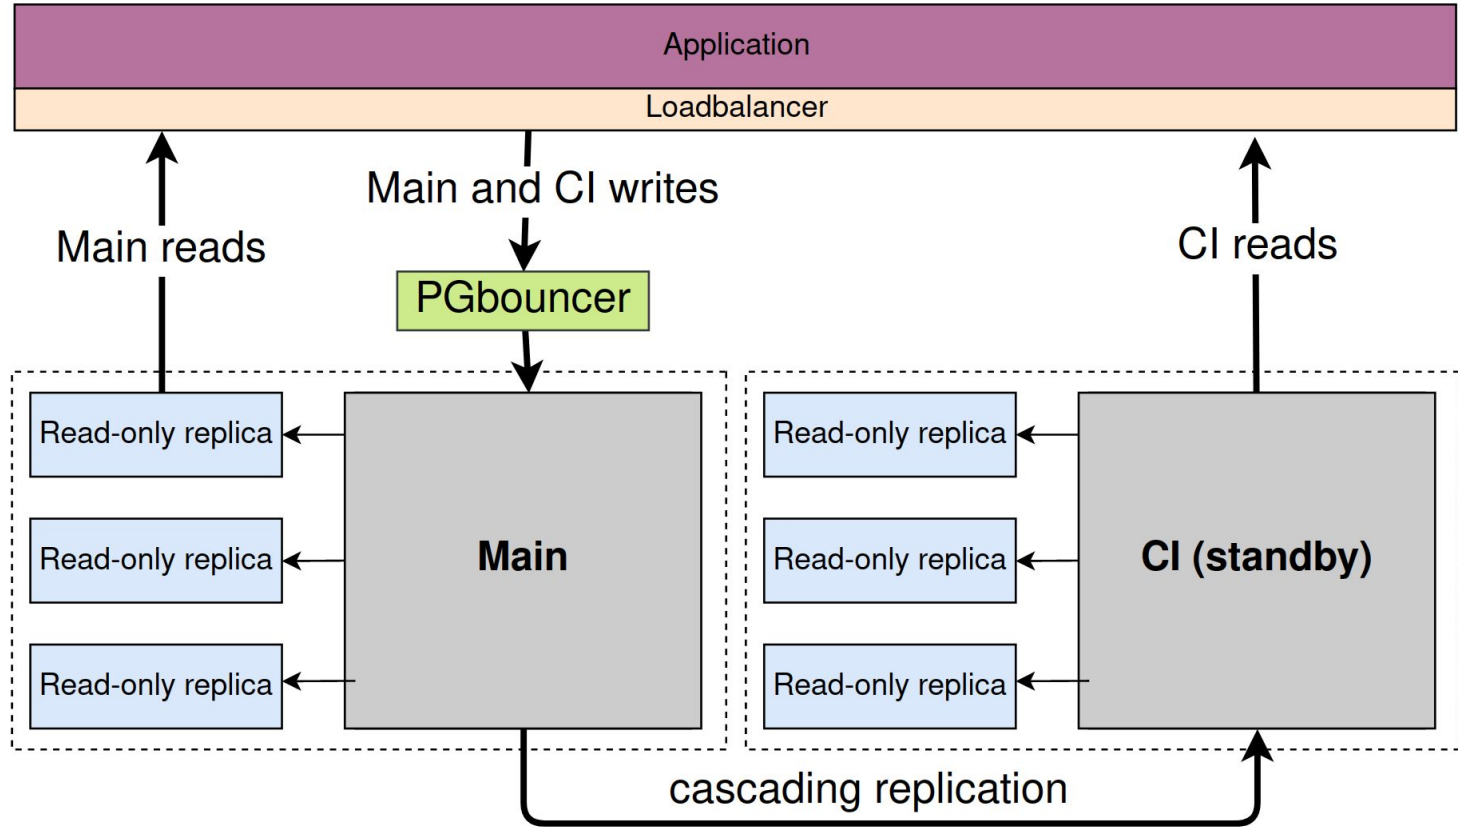 Application
Loadbalancer
Main and CI writes
Main reads
CI reads
PGbouncer
Read-only replica
Read-only replica
Read-only replica
Main
Read-only replica
Read-only replica
Read-only replica
CI (standby)
cascading replication